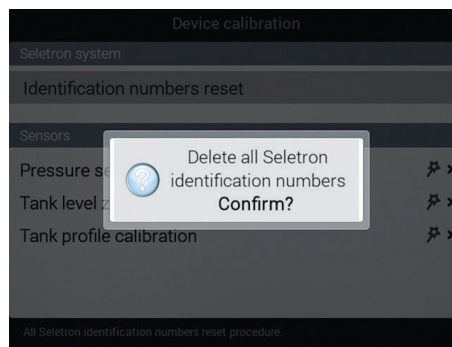 Device calibration
Seletron system
Identification numbers reset
Sensors
Delete all Seletron
identification numbers
Confirm?
Pressure se
Tank level z
Tank profile calibration
All Seletron identification numbers reset procedure.